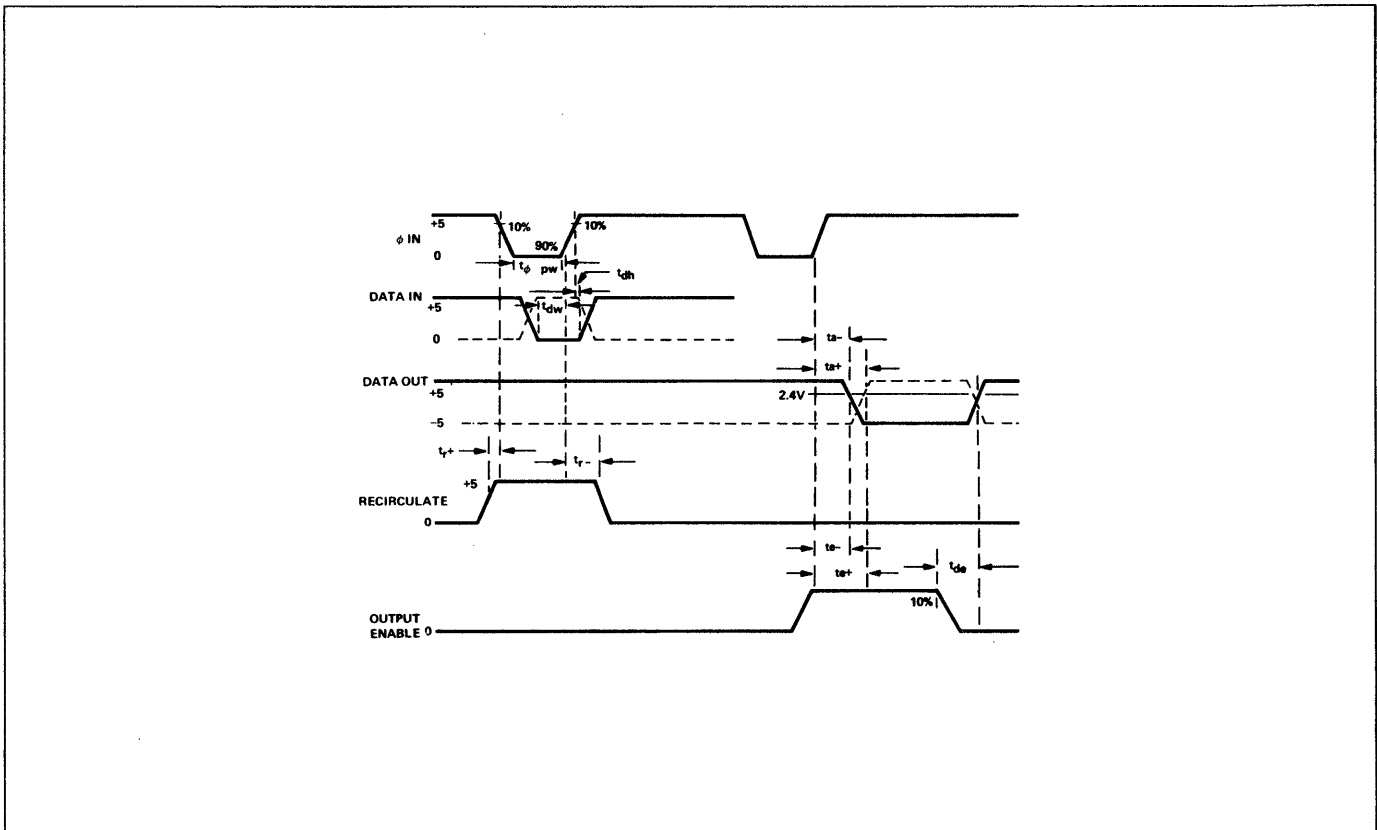 +5
10%
10%
φ IN
90%
0
tφ pw
tdh
DATA IN
+5
tdw
0
ta-
DATA OUT
ta+
+5
2.4V
-5
tr+
tr-
+5
RECIRCULATE
0
te-
te+
tde
10%
OUTPUT
ENABLE 0